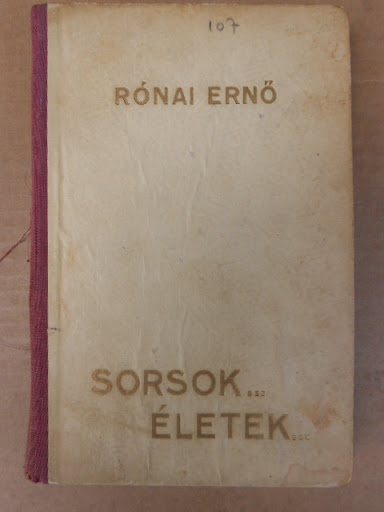 107
RÓNAI ERNŐ
SORSOK...
ÉLETEK...